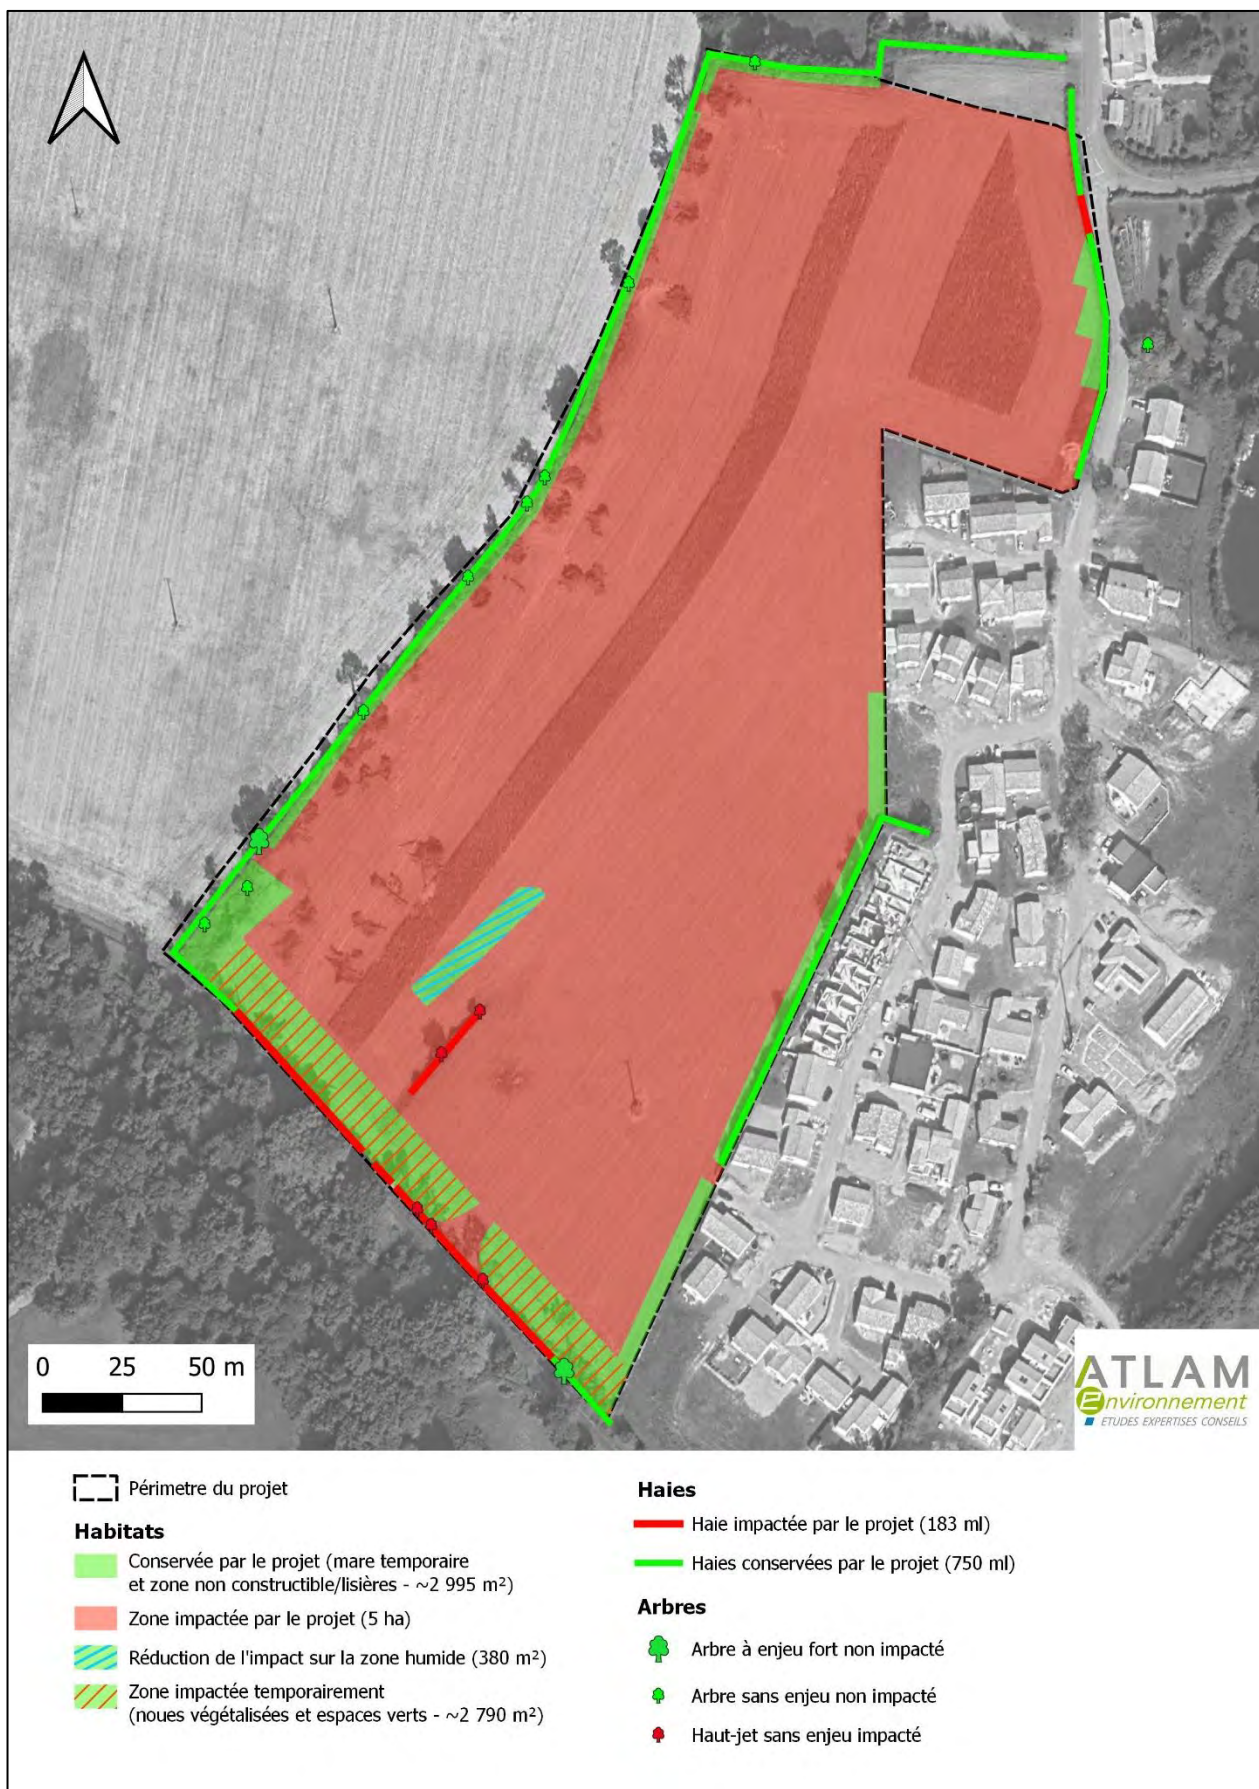 0 25 50 m
ATLAM
environnement
ETUDES EXPERTISES CONSEILS
Périmetre du projet
Habitats
Conservée par le projet (mare temporaire
et zone non constructible/lisières - ~2 995 m²)
Zone impactée par le projet (5 ha)
Réduction de l'impact sur la zone humide (380 m²)
Zone impactée temporairement
(noues végétalisées et espaces verts - ~2 790 m²)
Haies
Haie impactée par le projet (183 ml)
Haies conservées par le projet (750 ml)
Arbres
Arbre à enjeu fort non impacté
Arbre sans enjeu non impacté
Haut-jet sans enjeu impacté